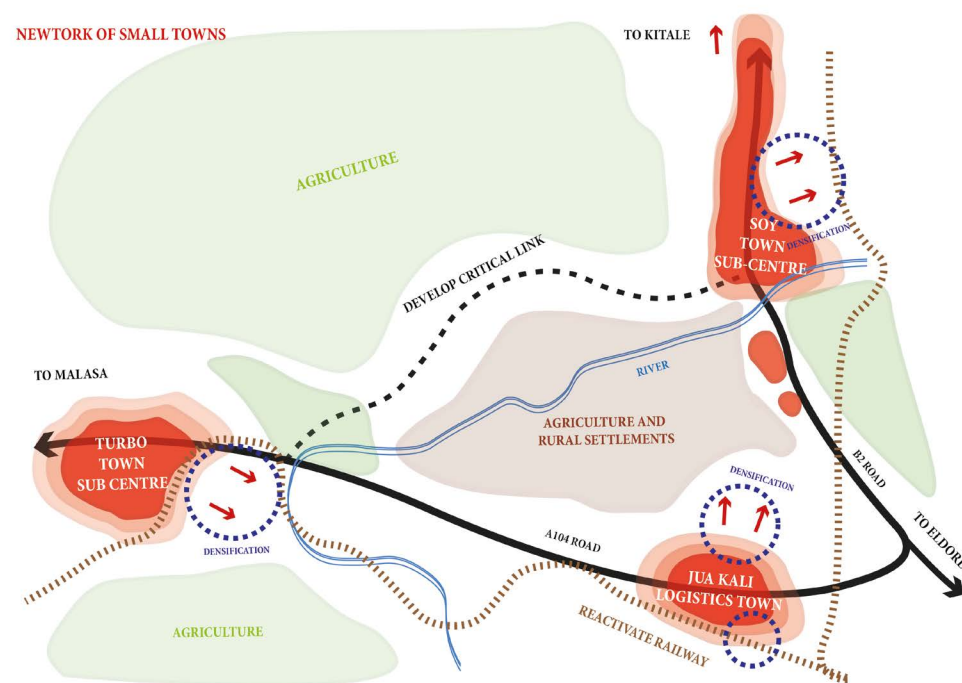 NEWTORK OF SMALL TOWNS
TO KITALE
AGRICULTURE
SOY
TOWN
SUB-CENTRE
DENSIFICATION
DEVELOP CRITICAL LINK
RIVER
TO MALASA
AGRICULTURE AND
RURAL SETTLEMENTS
TURBO
TOWN
SUB CENTRE
B2 ROAD
DENSIFICATION
TO ELDORE
DENSIFICATION
A104 ROAD
JUA KALI
LOGISTICS TOWN
REACTIVATE RAILWAY
AGRICULTURE